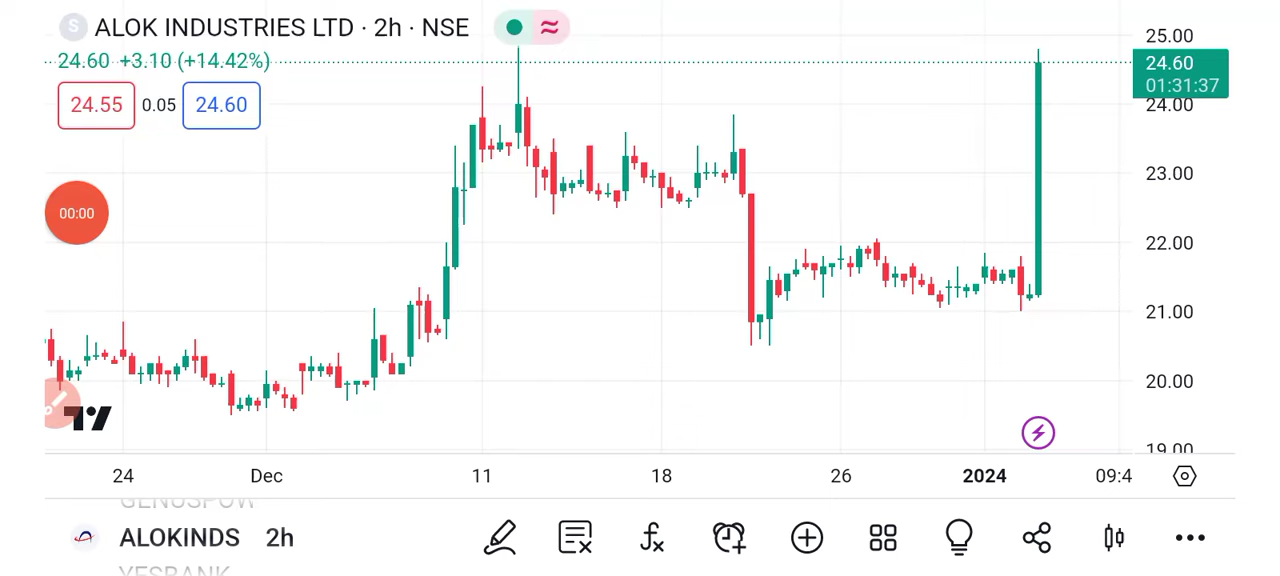 S ALOK INDUSTRIES LTD · 2h · NSE
24.60 +3.10 (+14.42%)
24.55 0.05 24.60
00:00
25.00
24.60
01:31:37
24.00
23.00
22.00
21.00
20.00
19.00
24 Dec 11 18 26 2024 09:4
GENUSPOW
ALOKINDS 2h
YESBANK